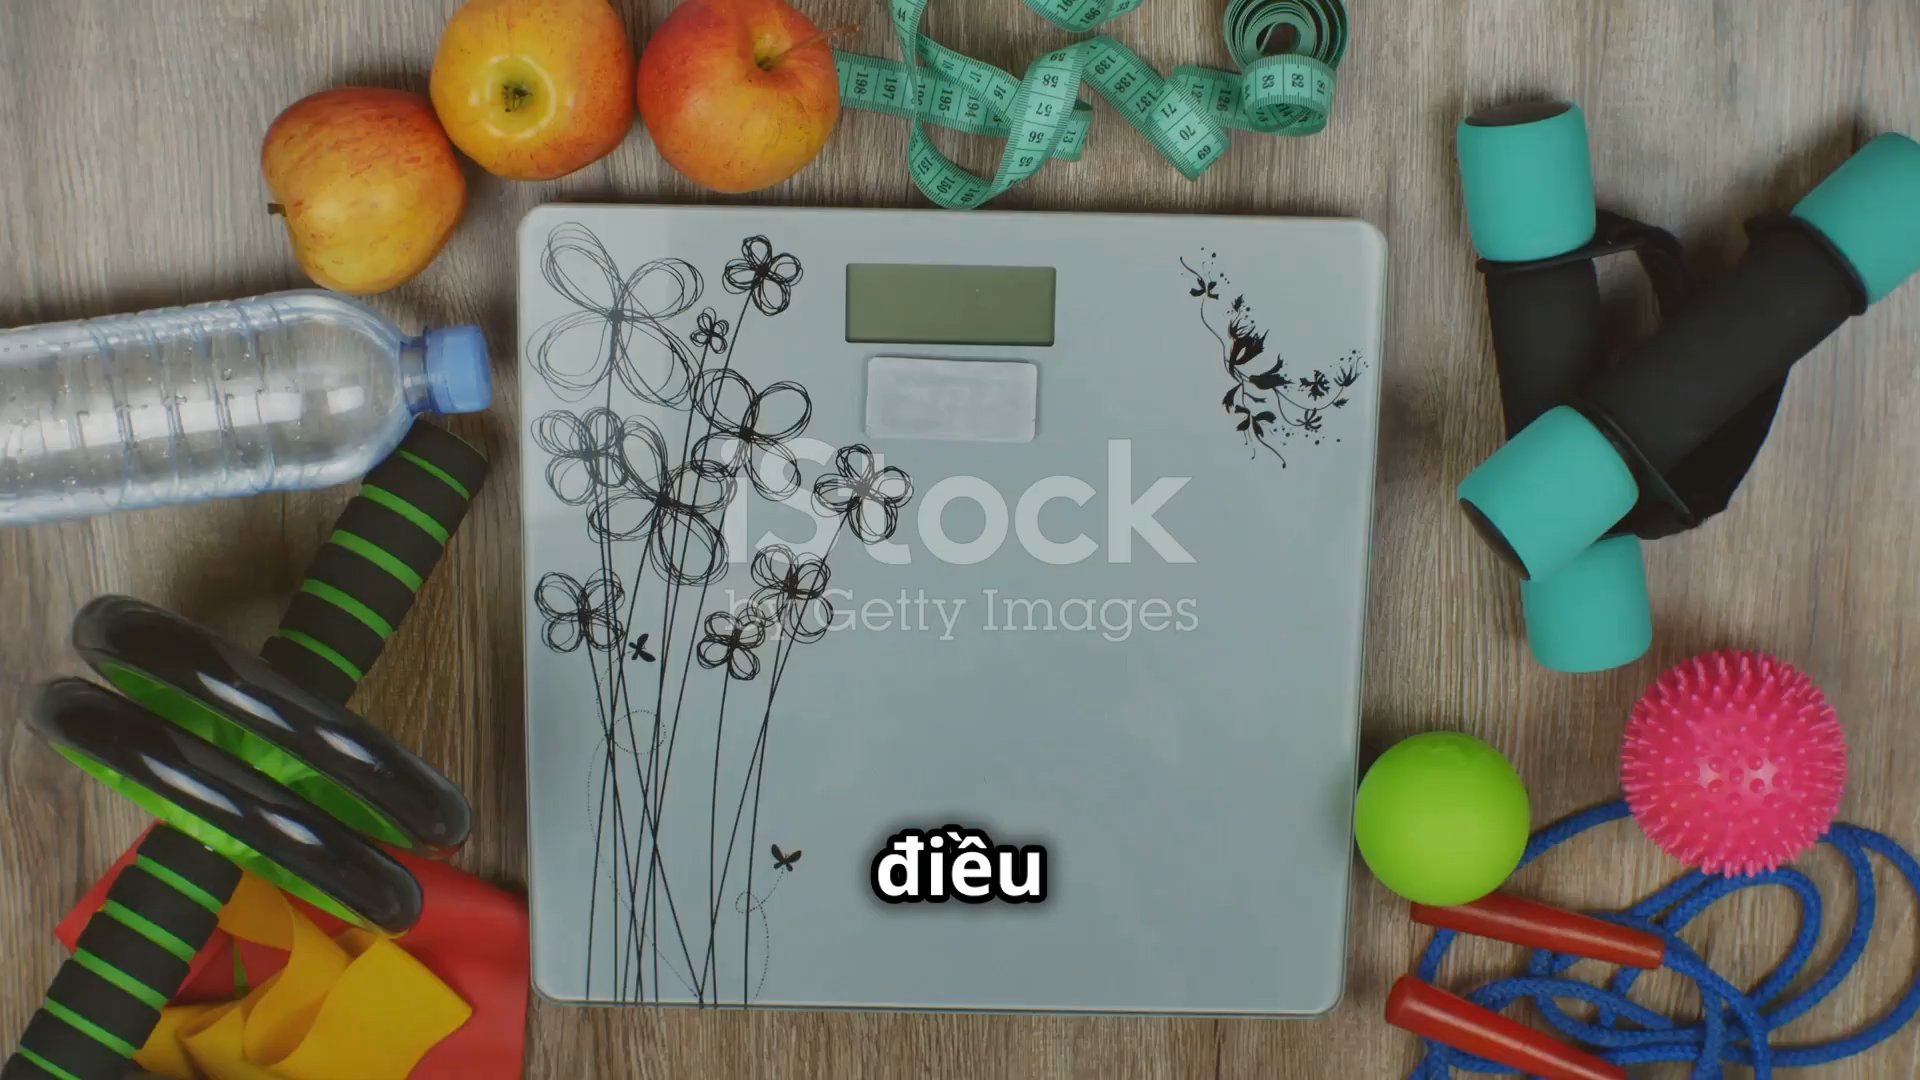 iStock
by Getty Images
điều